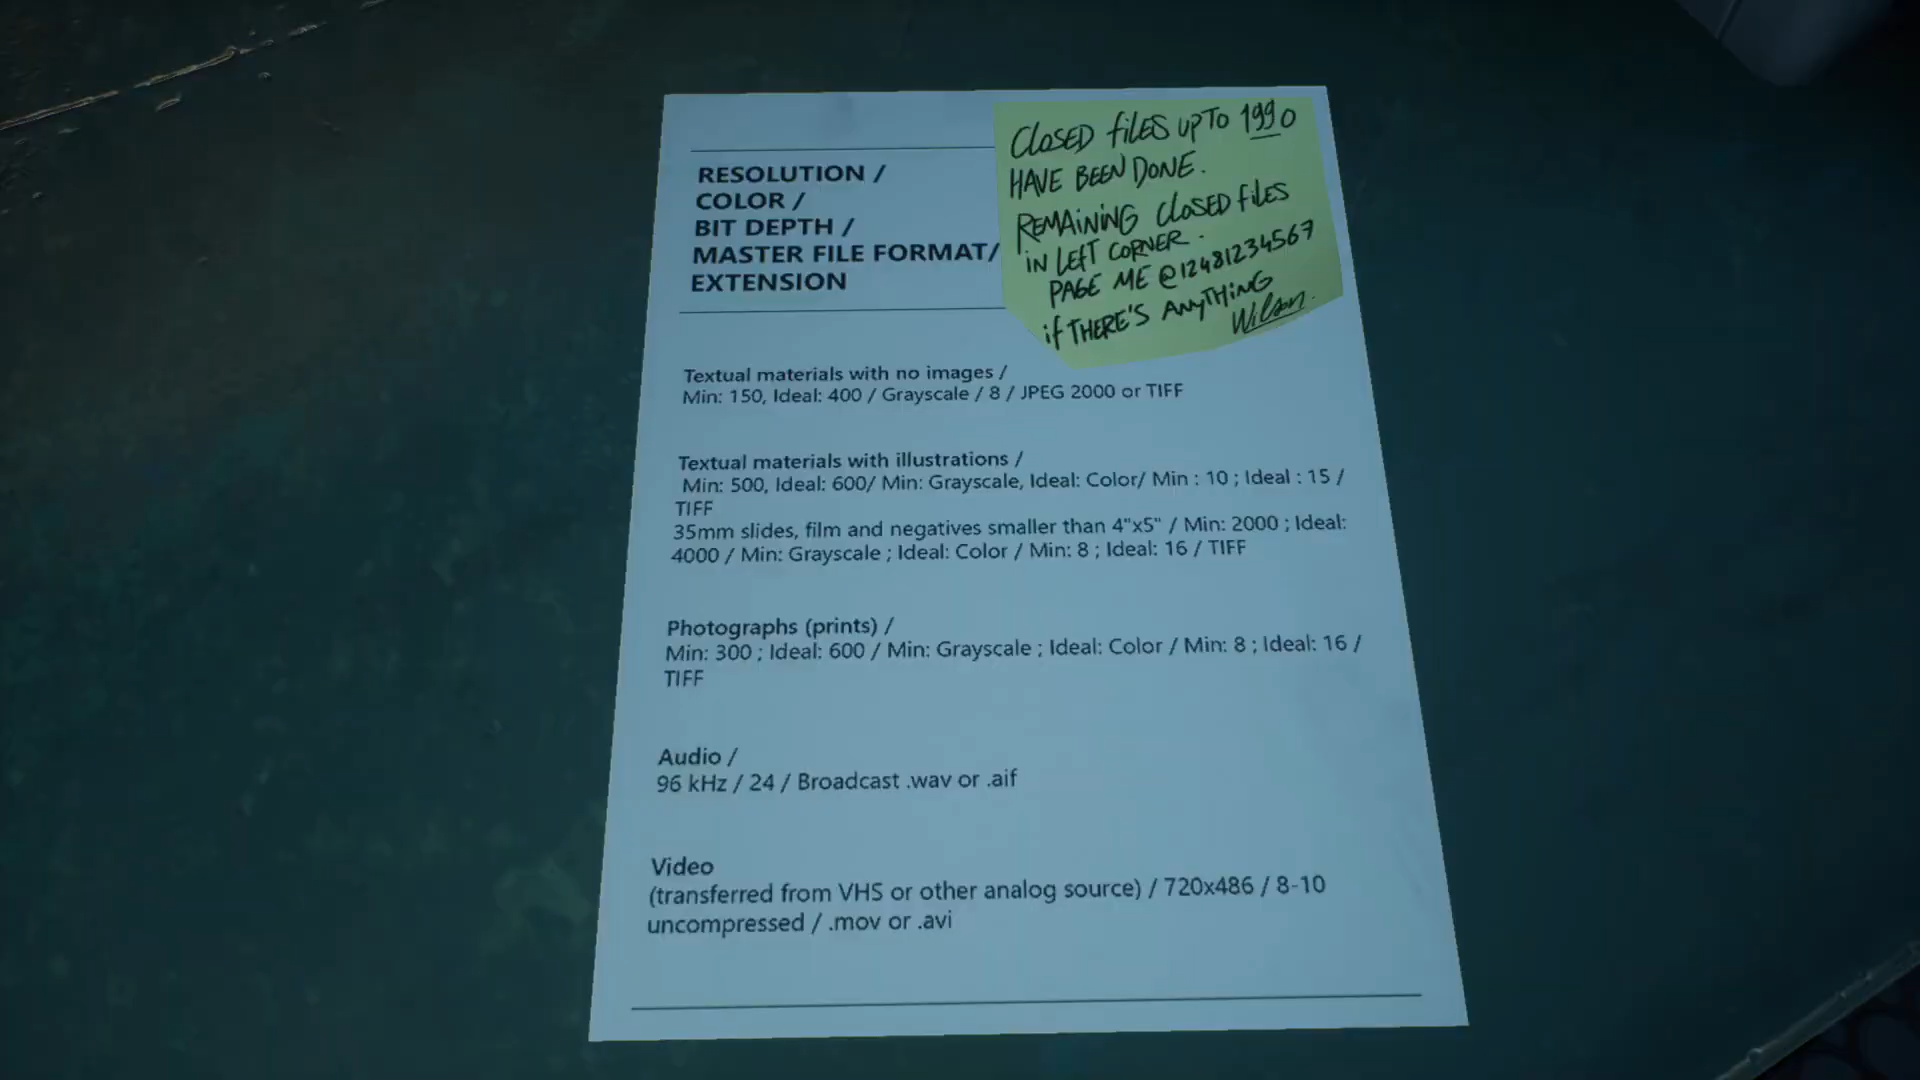 RESOLUTION /
COLOR /
BIT DEPTH /
MASTER FILE FORMAT/
EXTENSION
CLOSED FILES UP TO 1990
HAVE BEEN DONE.
REMAINING CLOSED FILES
IN LEFT CORNER.
PAGE ME @12481234567
if THERE'S ANYTHING
Wilson.
Textual materials with no images /
Min: 150, Ideal: 400 / Grayscale / 8 / JPEG 2000 or TIFF
Textual materials with illustrations /
Min: 500, Ideal: 600/ Min: Grayscale, Ideal: Color/ Min : 10 ; Ideal : 15 /
TIFF
35mm slides, film and negatives smaller than 4"x5" / Min: 2000 ; Ideal:
4000 / Min: Grayscale ; Ideal: Color / Min: 8 ; Ideal: 16 / TIFF
Photographs (prints) /
Min: 300 ; Ideal: 600 / Min: Grayscale ; Ideal: Color / Min: 8 ; Ideal: 16 /
TIFF
Audio /
96 kHz / 24 / Broadcast .wav or .aif
Video
(transferred from VHS or other analog source) / 720x486 / 8-10
uncompressed / .mov or .avi